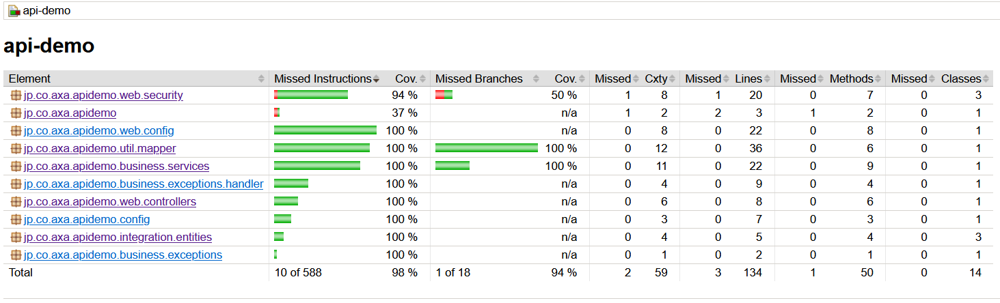 api-demo
api-demo
Element Missed Instructions Cov. Missed Branches Cov. Missed Cxty Missed Lines Missed Methods Missed Classes
jp.co.axa.apidemo.web.security 94 % 50 % 1 8 1 20 0 7 0 3
jp.co.axa.apidemo 37 % n/a 1 2 2 3 1 2 0 1
jp.co.axa.apidemo.web.config 100 % n/a 0 8 0 22 0 8 0 1
jp.co.axa.apidemo.util.mapper 100 % 100 % 0 12 0 36 0 6 0 1
jp.co.axa.apidemo.business.services 100 % 100 % 0 11 0 22 0 9 0 1
jp.co.axa.apidemo.business.exceptions.handler 100 % n/a 0 4 0 9 0 4 0 1
jp.co.axa.apidemo.web.controllers 100 % n/a 0 6 0 8 0 6 0 1
jp.co.axa.apidemo.config 100 % n/a 0 3 0 7 0 3 0 1
jp.co.axa.apidemo.integration.entities 100 % n/a 0 4 0 5 0 4 0 3
jp.co.axa.apidemo.business.exceptions 100 % n/a 0 1 0 2 0 1 0 1
Total 10 of 588 98 % 1 of 18 94 % 2 59 3 134 1 50 0 14